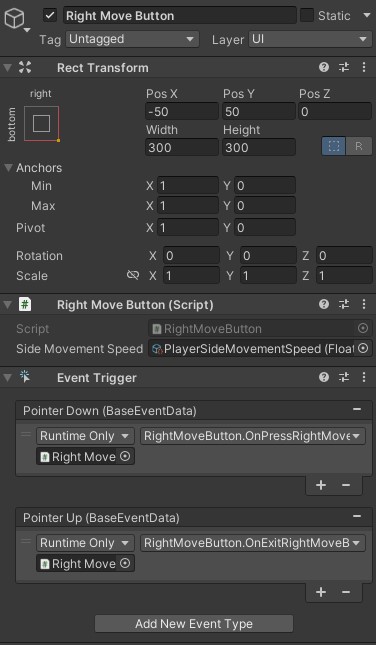 Right Move Button Static
Tag Untagged Layer UI
Rect Transform
right
bottom
Pos X Pos Y Pos Z
-50 50 0
Width Height
300 300 R
Anchors
Min X 1 Y 0
Max X 1 Y 0
Pivot X 1 Y 0
Rotation X 0 Y 0 Z 0
Scale X 1 Y 1 Z 1
# Right Move Button (Script)
Script # RightMoveButton
Side Movement Speed PlayerSideMovementSpeed (Float
Event Trigger
Pointer Down (BaseEventData)
Runtime Only RightMoveButton.OnPressRightMove
# Right Move
+ −
Pointer Up (BaseEventData)
Runtime Only RightMoveButton.OnExitRightMoveB
# Right Move
+ −
Add New Event Type